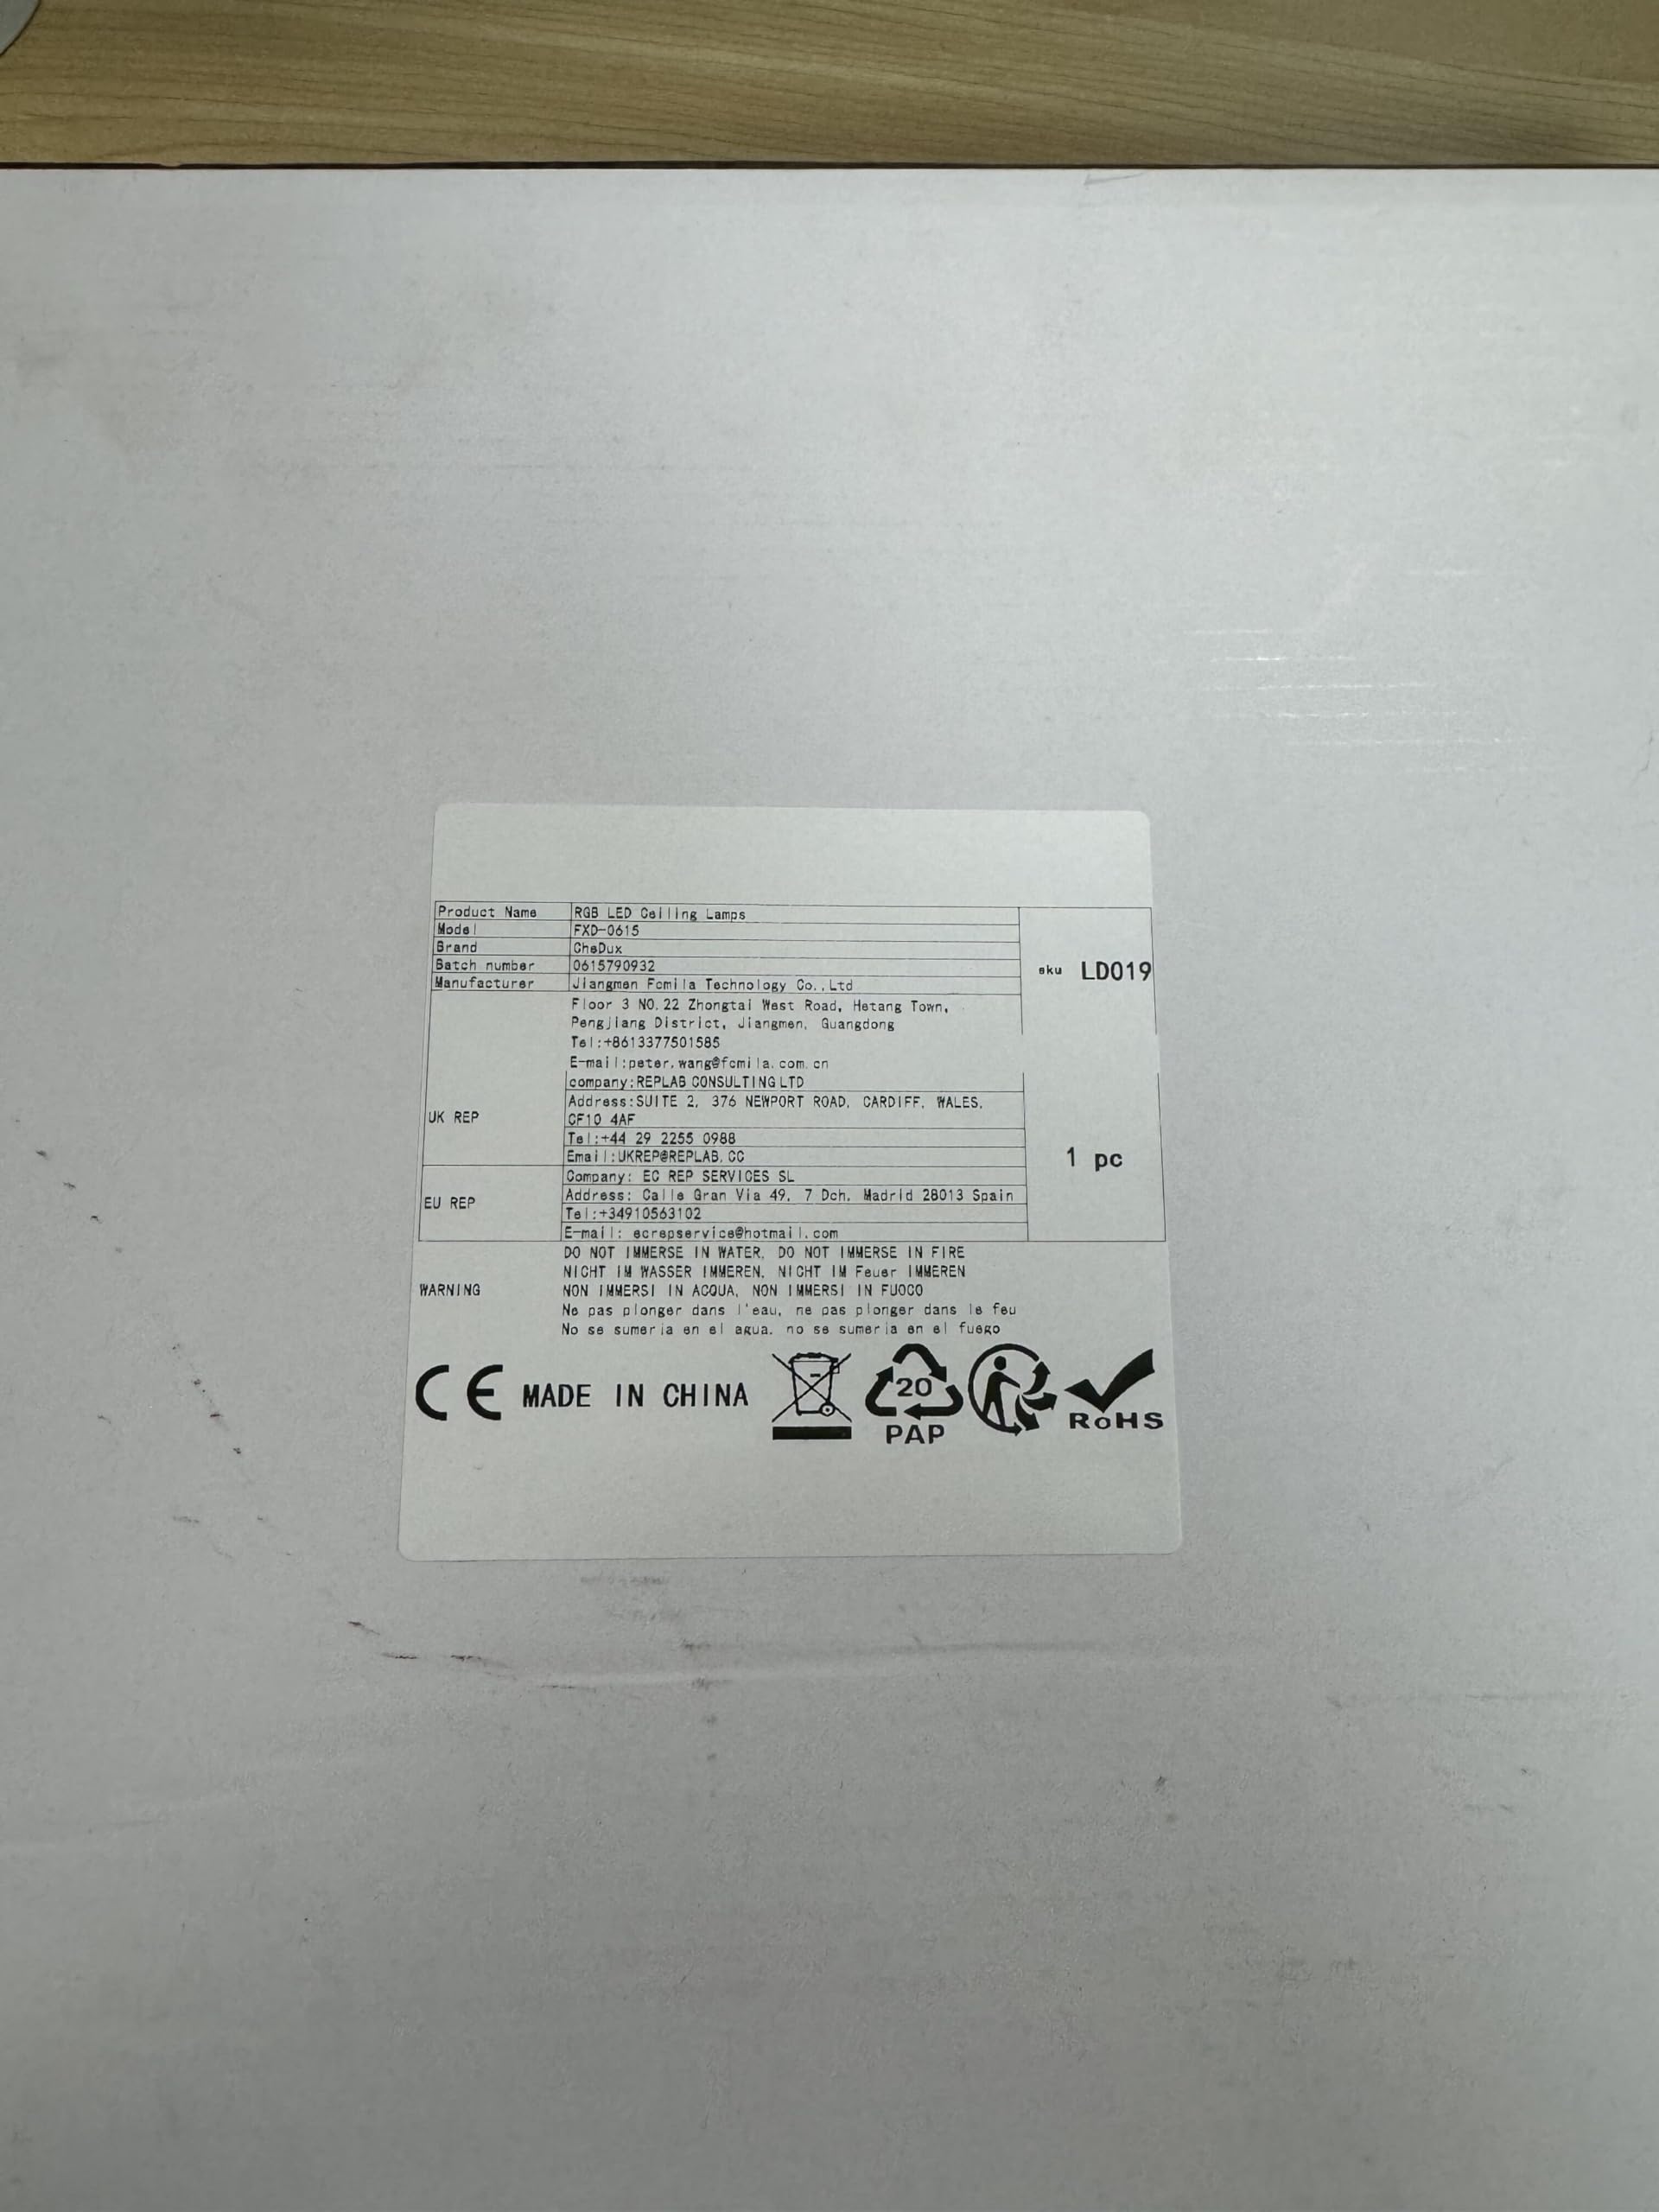 Product Name RGB LED Ceiling Lamps
Model FXD-0615
Brand CheDux
Batch number 0615790932
sku LD019
Manufacturer Jiangmen Fcmila Technology Co.,Ltd
Floor 3 NO.22 Zhongtai West Road, Hetang Town,
Pengjiang District, Jiangmen, Guangdong
Tel:+8613377501585
E-mail:peter.wang@fcmila.com.cn
company:REPLAB CONSULTING LTD
Address:SUITE 2, 376 NEWPORT ROAD, CARDIFF, WALES,
UK REP
CF10 4AF
Tel:+44 29 2255 0988
Email:UKREP@REPLAB.CC
1 pc
Company: EC REP SERVICES SL
Address: Calle Gran Via 49, 7 Dch, Madrid 28013 Spain
EU REP
Tel:+34910563102
E-mail: ecrepservice@hotmail.com
DO NOT IMMERSE IN WATER, DO NOT IMMERSE IN FIRE
NICHT IM WASSER IMMEREN, NICHT IM Feuer IMMEREN
WARNING NON IMMERSI IN ACQUA, NON IMMERSI IN FUOCO
Ne pas plonger dans l'eau, ne pas plonger dans le feu
No se sumerja en el agua, no se sumerja en el fuego
CE MADE IN CHINA
20
PAP
RoHS